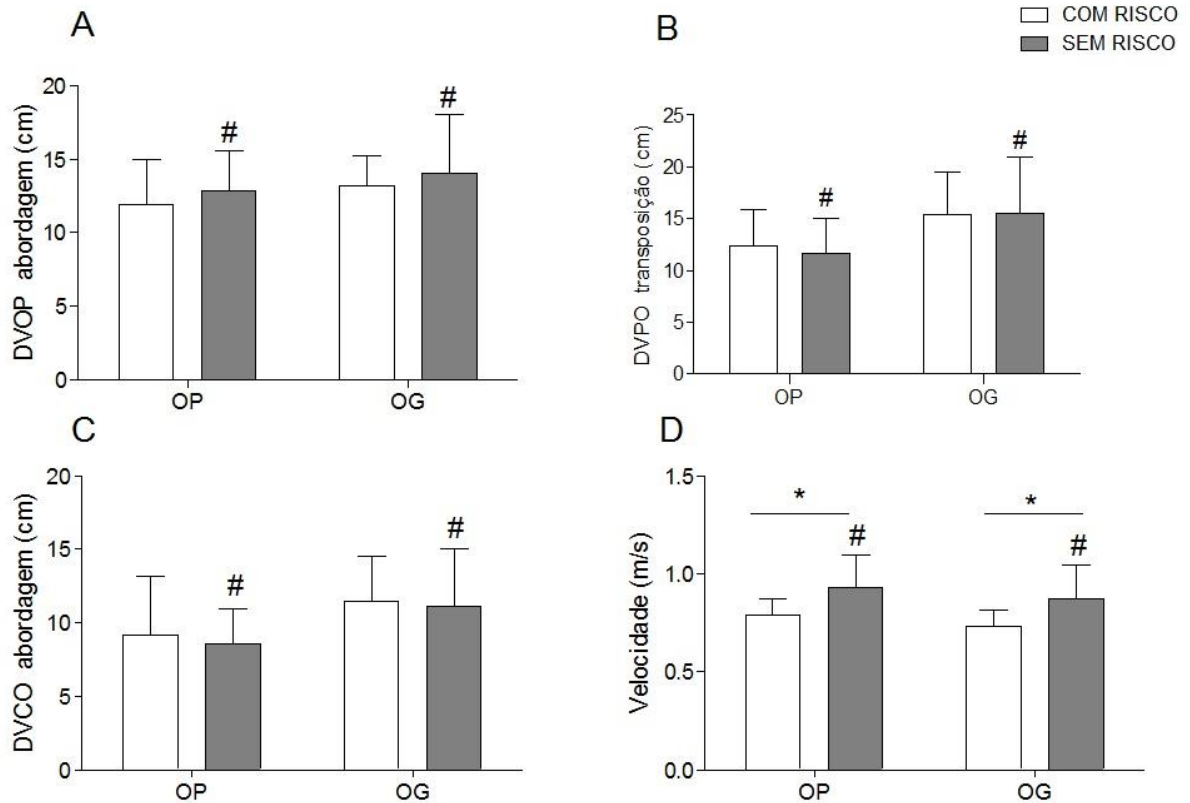 A
B
COM RISCO
SEM RISCO
DVOP abordagem (cm)
20
15
10
5
0
#
#
OP
OG
DVPO transposição (cm)
25
20
15
10
5
0
#
#
OP
OG
C
D
DVCO abordagem (cm)
20
15
10
5
0
#
#
OP
OG
Velocidade (m/s)
1.5
1.0
0.5
0.0
*
#
*
#
OP
OG